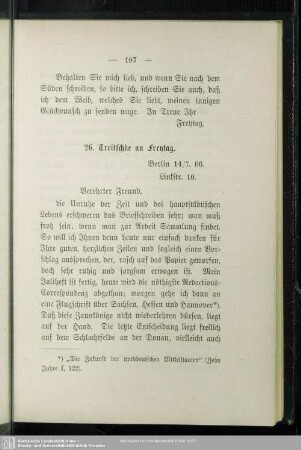 — 107 —
Behalten Sie mich lieb, und wenn Sie nach dem
Süden schreiben, so bitte ich, schreiben Sie auch, daß
ich dem Weib, welches Sie liebt, meinen innigen
Glückwunsch zu senden wage. In Treue Ihr
Freytag.
26. Treitschke an Freytag.
Berlin 14./7. 66.
Linkstr. 10.
Verehrter Freund,
die Unruhe der Zeit und des hauptstädtischen
Lebens erschweren das Briefschreiben sehr; man muß
froh sein, wenn man zur Arbeit Sammlung findet.
So will ich Ihnen denn heute nur einfach danken für
Ihre guten, herzlichen Zeilen und sogleich einen Vor-
schlag aussprechen, der, rasch auf das Papier geworfen,
doch sehr ruhig und sorgsam erwogen ist. Mein
Juliheft ist fertig, heute wird die nöthigste Redactions-
Correspondenz abgethan; morgen gehe ich dann an
eine Flugschrift über Sachsen, Hessen und Hannover*).
Daß diese Zaunkönige nicht wiederkehren dürfen, liegt
auf der Hand. Die letzte Entscheidung liegt freilich
auf dem Schlachtfelde an der Donau, vielleicht auch
*) „Die Zukunft der norddeutschen Mittelstaaten“ (Zehn
Jahre I, 122).